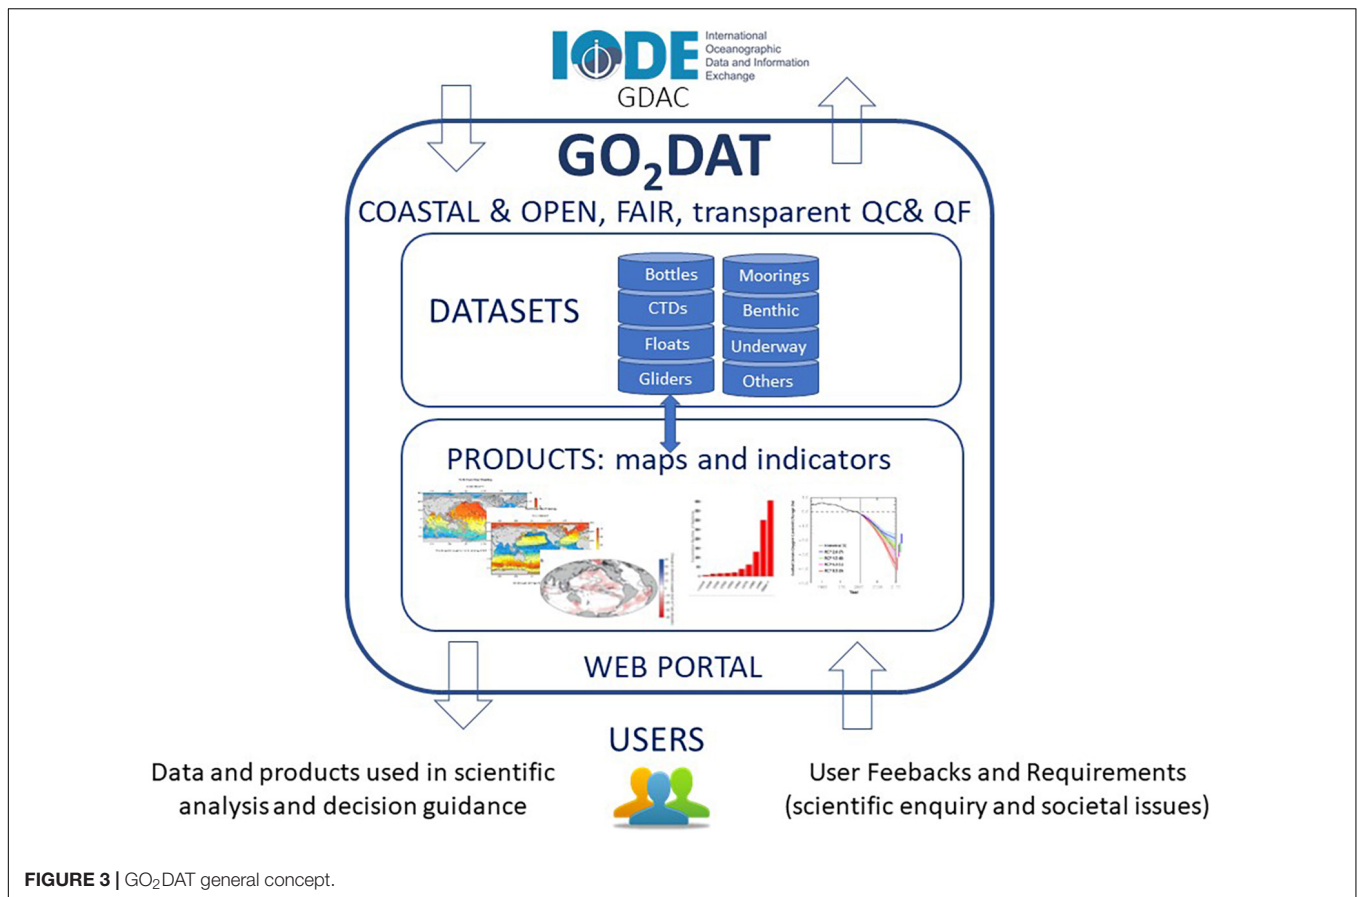 IODE
International
Oceanographic
Data and Information
Exchange
GDAC
GO₂DAT
COASTAL & OPEN, FAIR, transparent QC& QF
DATASETS
Bottles
CTDs
Floats
Gliders
Moorings
Benthic
Underway
Others
PRODUCTS: maps and indicators
Year
WEB PORTAL
USERS
Data and products used in scientific
analysis and decision guidance
User Feebacks and Requirements
(scientific enquiry and societal issues)
FIGURE 3 | GO₂DAT general concept.